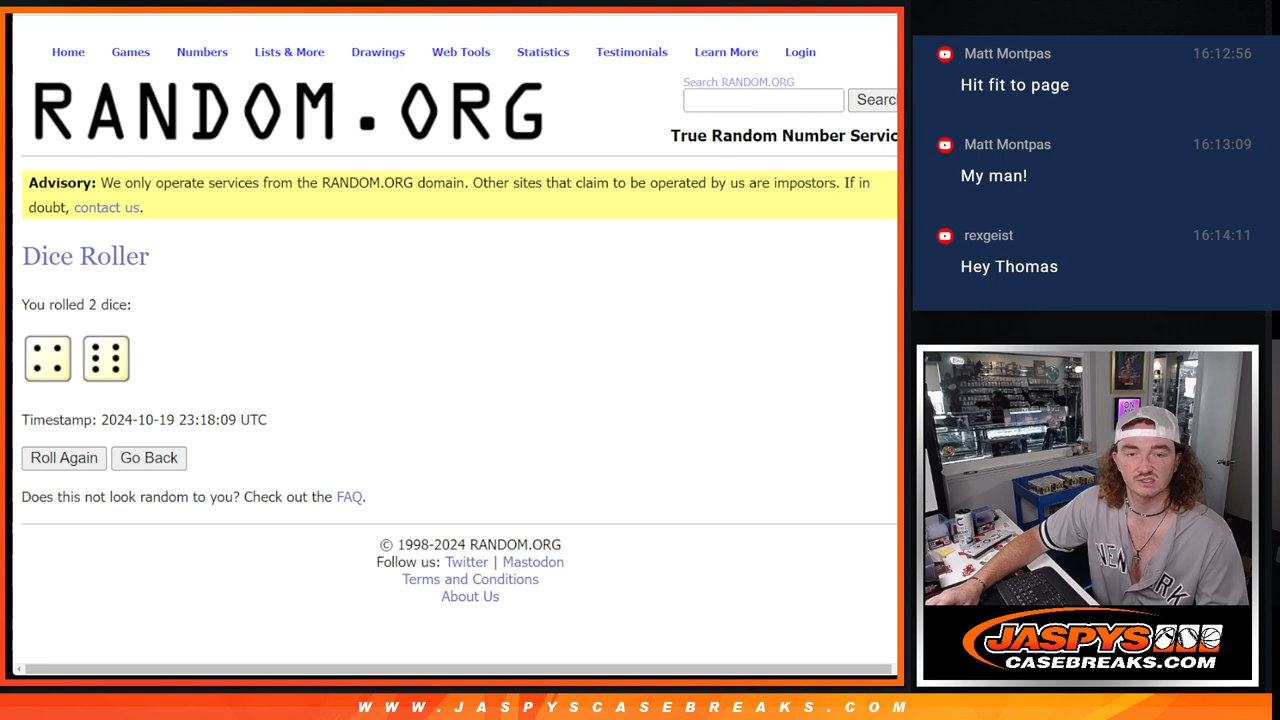 Home Games Numbers Lists & More Drawings Web Tools Statistics Testimonials Learn More Login
RANDOM.ORG
Search RANDOM.ORG
Searc
True Random Number Servic
Advisory: We only operate services from the RANDOM.ORG domain. Other sites that claim to be operated by us are impostors. If in
doubt, contact us.
Dice Roller
You rolled 2 dice:
Timestamp: 2024-10-19 23:18:09 UTC
Roll Again Go Back
Does this not look random to you? Check out the FAQ.
© 1998-2024 RANDOM.ORG
Follow us: Twitter | Mastodon
Terms and Conditions
About Us
Matt Montpas 16:12:56
Hit fit to page
Matt Montpas 16:13:09
My man!
rexgeist 16:14:11
Hey Thomas
NEW YORK
JASPYS
CASEBREAKS.COM
WWW.JASPYSCASEBREAKS.COM